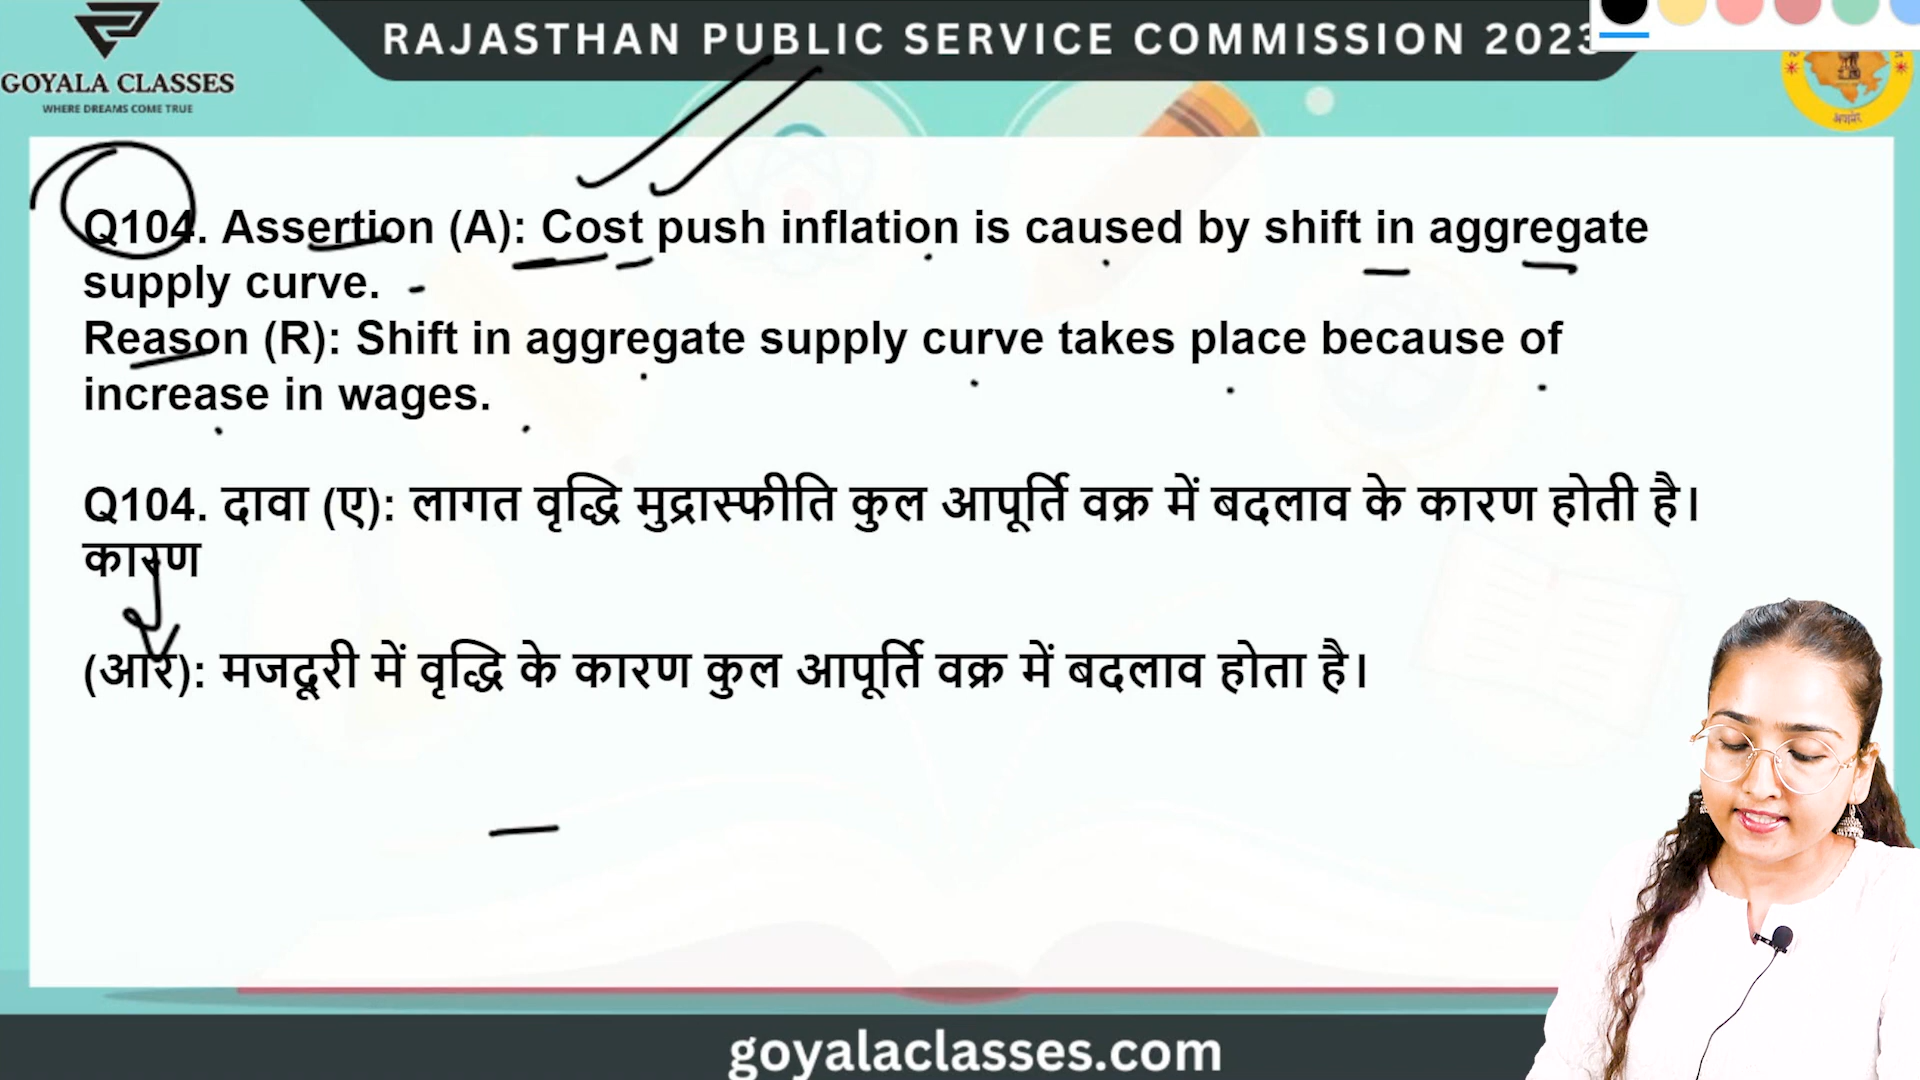 RAJASTHAN PUBLIC SERVICE COMMISSION 2023
GOYALA CLASSES
WHERE DREAMS COME TRUE
अजमेर
Q104. Assertion (A): Cost push inflation is caused by shift in aggregate
supply curve.
Reason (R): Shift in aggregate supply curve takes place because of
increase in wages.
Q104. दावा (ए): लागत वृद्धि मुद्रास्फीति कुल आपूर्ति वक्र में बदलाव के कारण होती है।
कारण
(आर): मजदूरी में वृद्धि के कारण कुल आपूर्ति वक्र में बदलाव होता है।
goyalaclasses.com